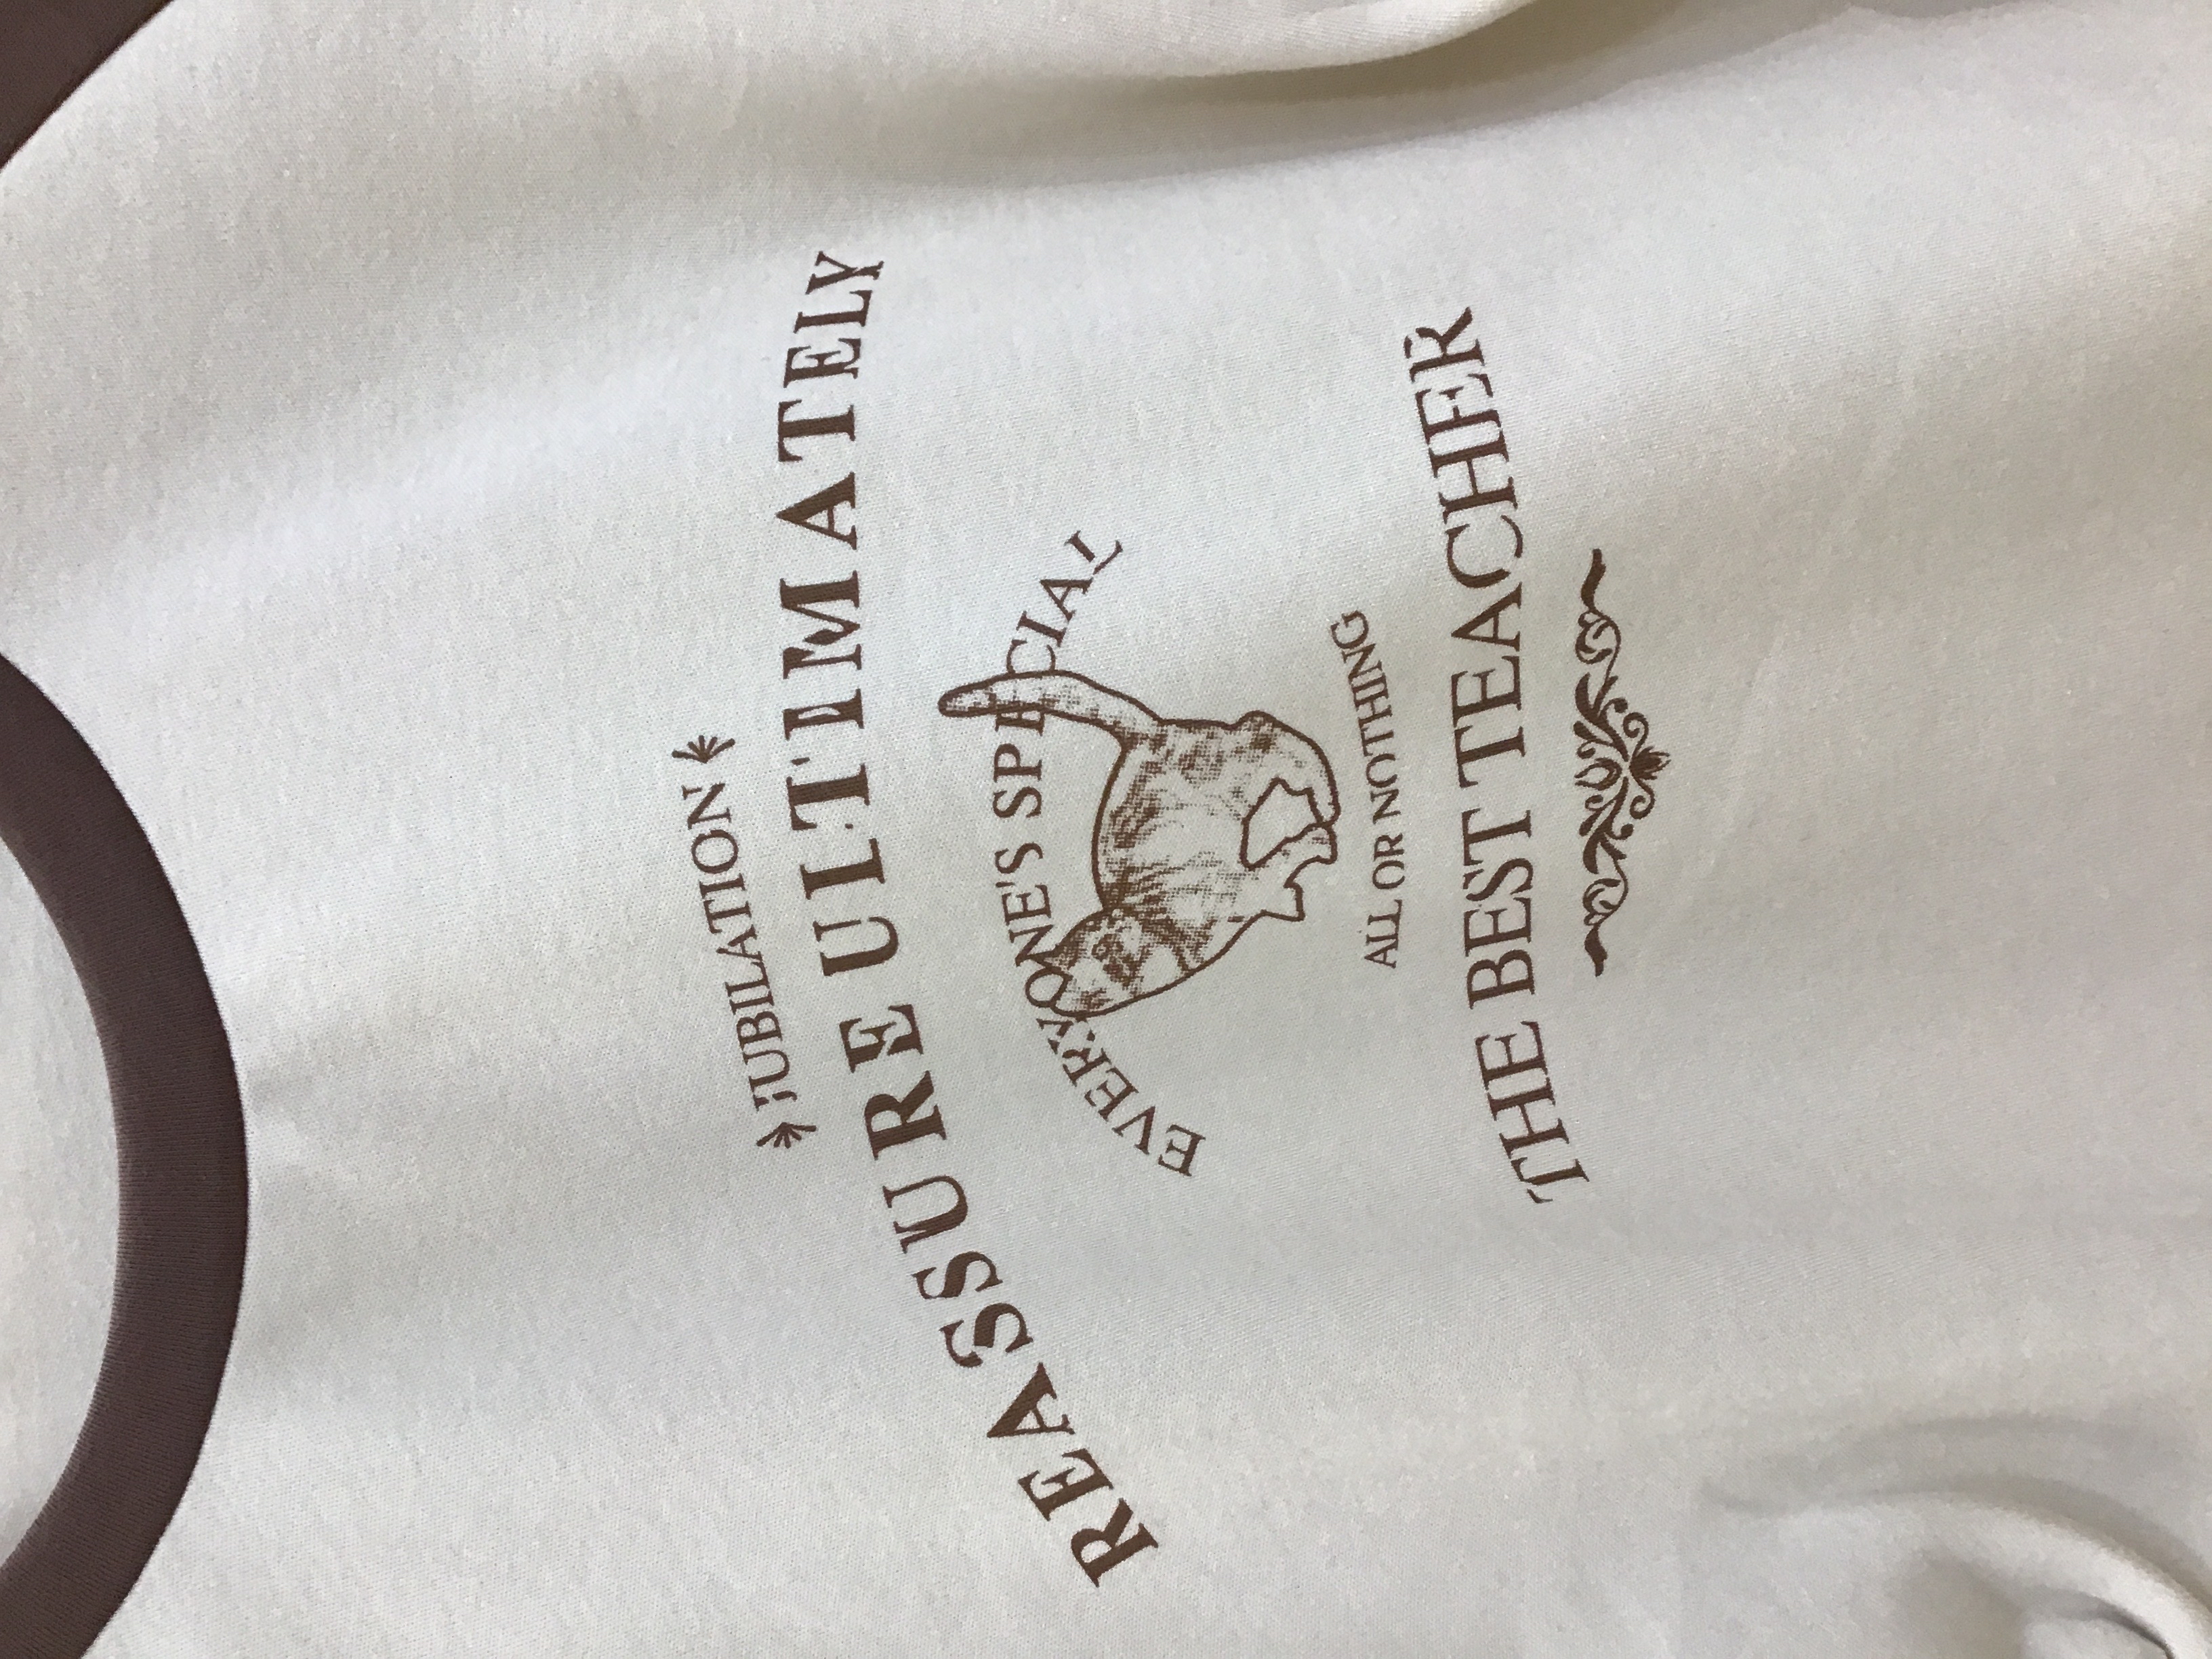 JUBILATION
REASSURE ULTIMATELY
EVERYONE'S SPECIAL
ALL OR NOTHING
THE BEST TEACHER